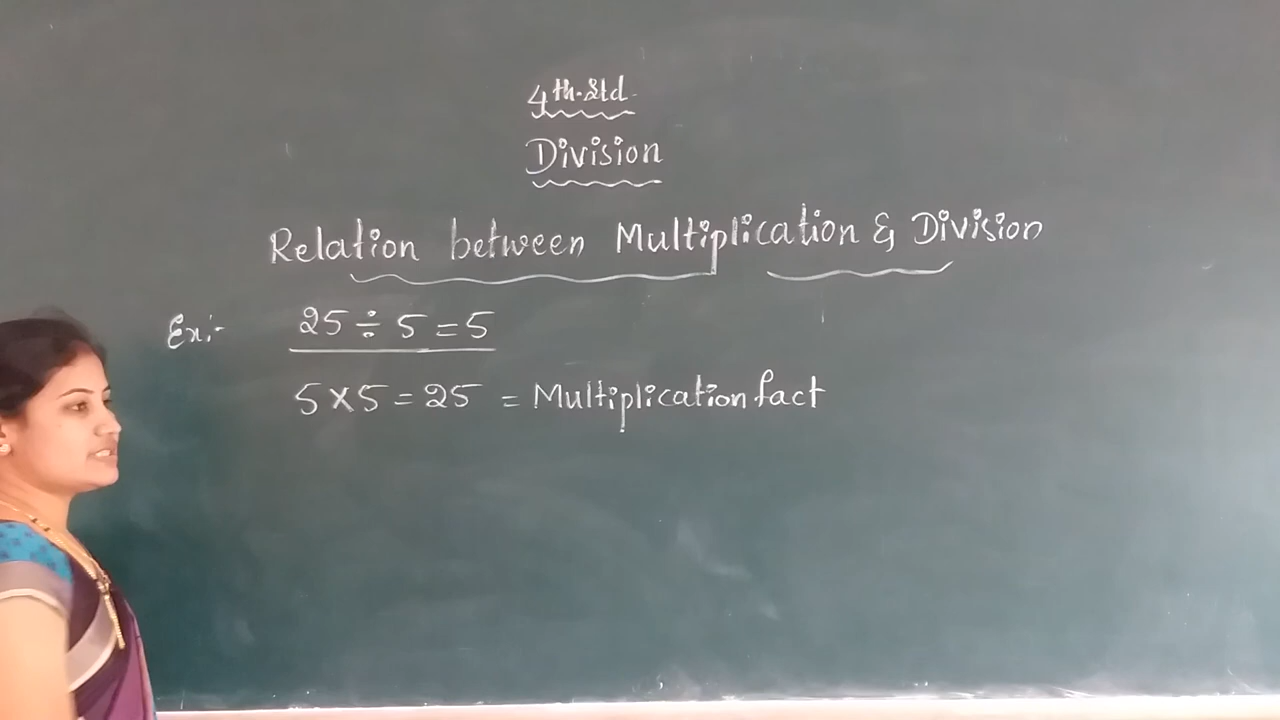 4th.Std.
Division
Relation between Multiplication & Division
Ex:- 25 ÷ 5 = 5
5 × 5 = 25 = Multiplication fact